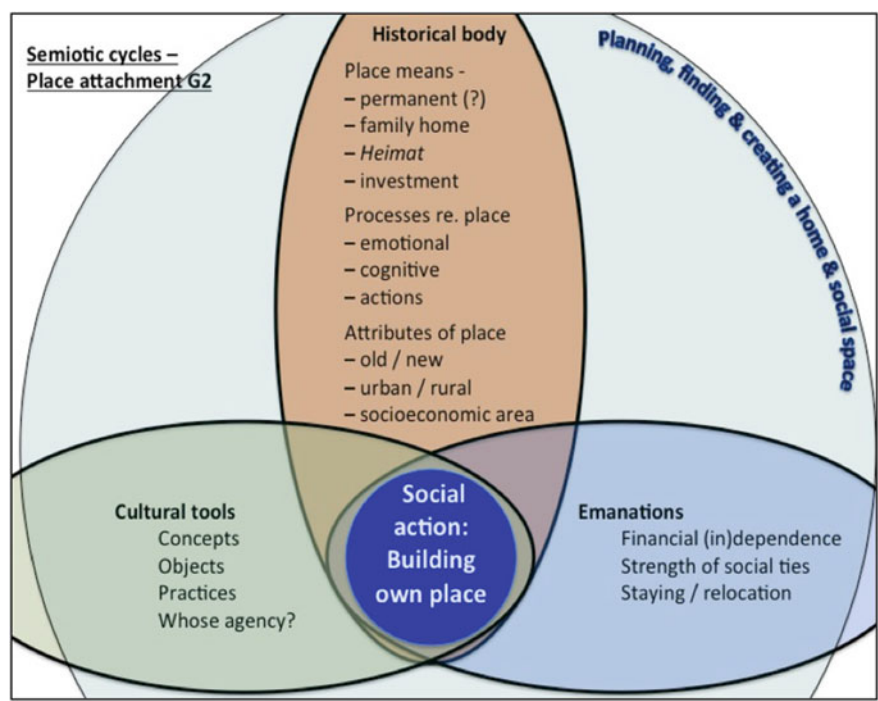 Semiotic cycles –
Place attachment G2
Historical body
Place means -
– permanent (?)
– family home
– Heimat
– investment
Processes re. place
– emotional
– cognitive
– actions
Attributes of place
– old / new
– urban / rural
– socioeconomic area
Planning, finding & creating a home & social space
Cultural tools
Concepts
Objects
Practices
Whose agency?
Social
action:
Building
own place
Emanations
Financial (in)dependence
Strength of social ties
Staying / relocation